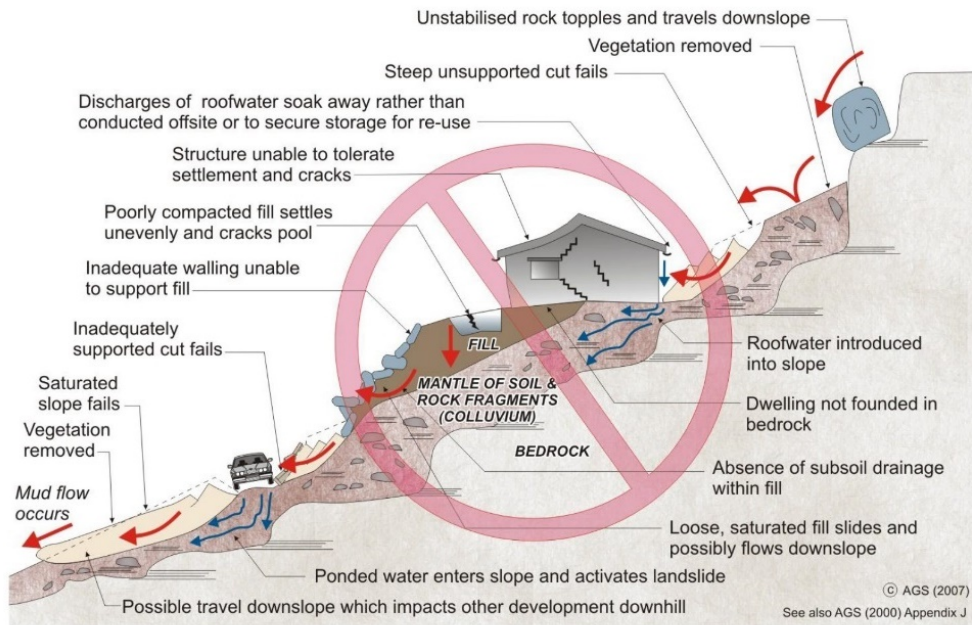 Unstabilised rock topples and travels downslope
Vegetation removed
Steep unsupported cut fails
Discharges of roofwater soak away rather than
conducted offsite or to secure storage for re-use
Structure unable to tolerate
settlement and cracks
Poorly compacted fill settles
unevenly and cracks pool
Inadequate walling unable
to support fill
Inadequately
supported cut fails
Saturated
slope fails
Vegetation
removed
Mud flow
occurs
FILL
MANTLE OF SOIL &
ROCK FRAGMENTS
(COLLUVIUM)
BEDROCK
Roofwater introduced
into slope
Dwelling not founded in
bedrock
Absence of subsoil drainage
within fill
Loose, saturated fill slides and
possibly flows downslope
Ponded water enters slope and activates landslide
Possible travel downslope which impacts other development downhill
© AGS (2007)
See also AGS (2000) Appendix J